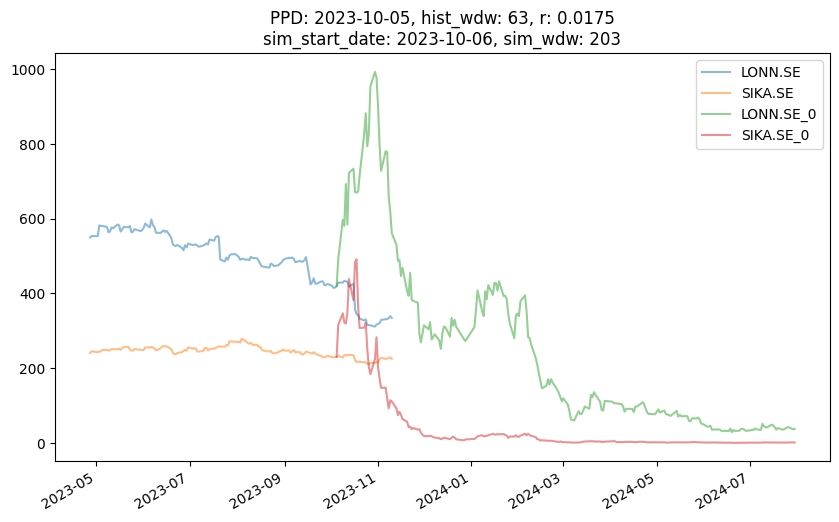 PPD: 2023-10-05, hist_wdw: 63, r: 0.0175
sim_start_date: 2023-10-06, sim_wdw: 203
LONN.SE
SIKA.SE
LONN.SE_0
SIKA.SE_0
1000
800
600
400
200
0
2023-05
2023-07
2023-09
2023-11
2024-01
2024-03
2024-05
2024-07